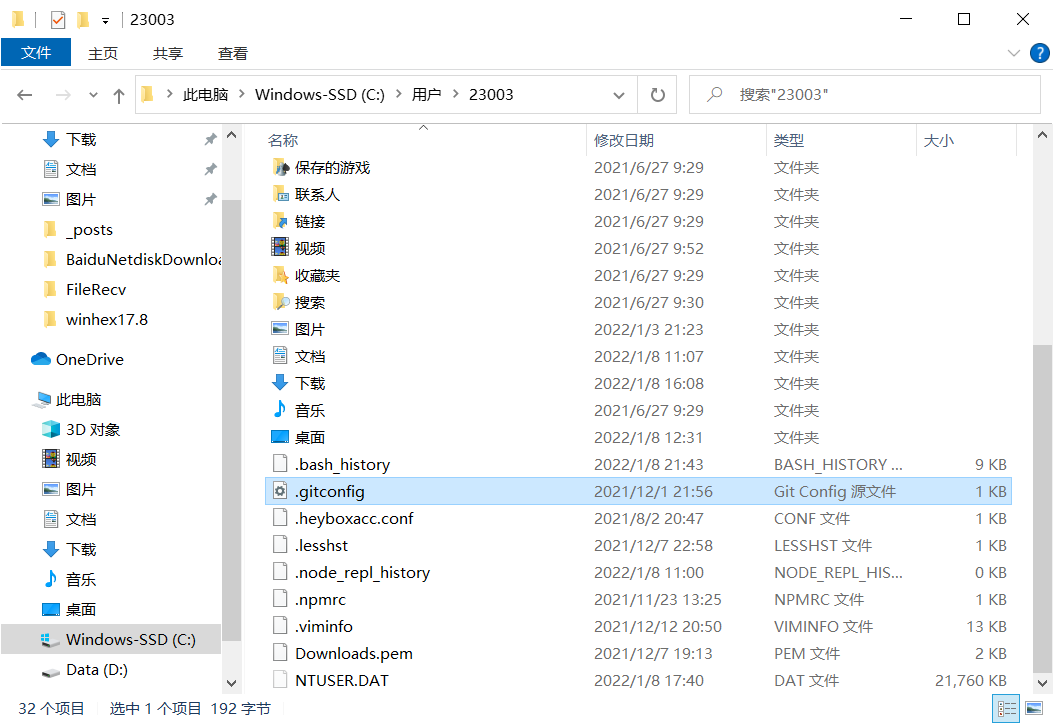 23003
文件 主页 共享 查看
此电脑 Windows-SSD (C:) 用户 23003 搜索"23003"
下载
文档
图片
_posts
BaiduNetdiskDownloa
FileRecv
winhex17.8
OneDrive
此电脑
3D 对象
视频
图片
文档
下载
音乐
桌面
Windows-SSD (C:)
Data (D:)
名称 修改日期 类型 大小
保存的游戏 2021/6/27 9:29 文件夹
联系人 2021/6/27 9:29 文件夹
链接 2021/6/27 9:29 文件夹
视频 2021/6/27 9:52 文件夹
收藏夹 2021/6/27 9:29 文件夹
搜索 2021/6/27 9:30 文件夹
图片 2022/1/3 21:23 文件夹
文档 2022/1/8 11:07 文件夹
下载 2022/1/8 16:08 文件夹
音乐 2021/6/27 9:29 文件夹
桌面 2022/1/8 12:31 文件夹
.bash_history 2022/1/8 21:43 BASH_HISTORY ... 9 KB
.gitconfig 2021/12/1 21:56 Git Config 源文件 1 KB
.heyboxacc.conf 2021/8/2 20:47 CONF 文件 1 KB
.lesshst 2021/12/7 22:58 LESSHST 文件 1 KB
.node_repl_history 2022/1/8 11:00 NODE_REPL_HIS... 0 KB
.npmrc 2021/11/23 13:25 NPMRC 文件 1 KB
.viminfo 2021/12/12 20:50 VIMINFO 文件 13 KB
Downloads.pem 2021/12/7 19:13 PEM 文件 2 KB
NTUSER.DAT 2022/1/8 17:40 DAT 文件 21,760 KB
32 个项目 选中 1 个项目 192 字节